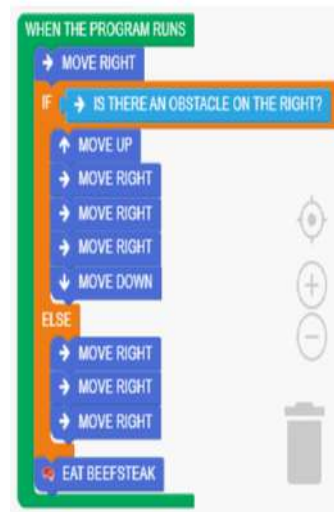 WHEN THE PROGRAM RUNS
MOVE RIGHT
IF IS THERE AN OBSTACLE ON THE RIGHT?
MOVE UP
MOVE RIGHT
MOVE RIGHT
MOVE RIGHT
MOVE DOWN
ELSE
MOVE RIGHT
MOVE RIGHT
MOVE RIGHT
EAT BEEFSTEAK